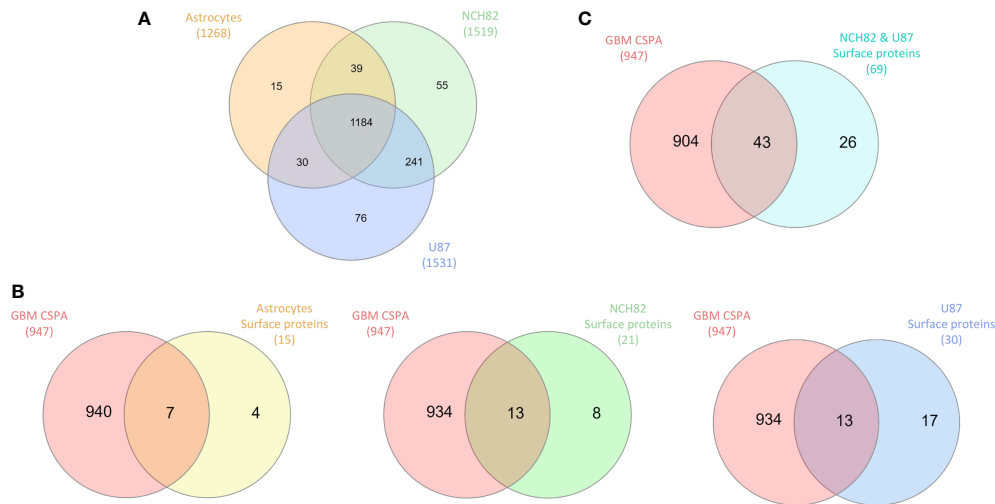 A
Astrocytes
(1268)
NCH82
(1519)
15
39
55
1184
30
241
76
U87
(1531)
C
GBM CSPA
(947)
NCH82 & U87
Surface proteins
(69)
904
43
26
B
GBM CSPA
(947)
Astrocytes
Surface proteins
(15)
940
7
4
GBM CSPA
(947)
NCH82
Surface proteins
(21)
934
13
8
GBM CSPA
(947)
U87
Surface proteins
(30)
934
13
17